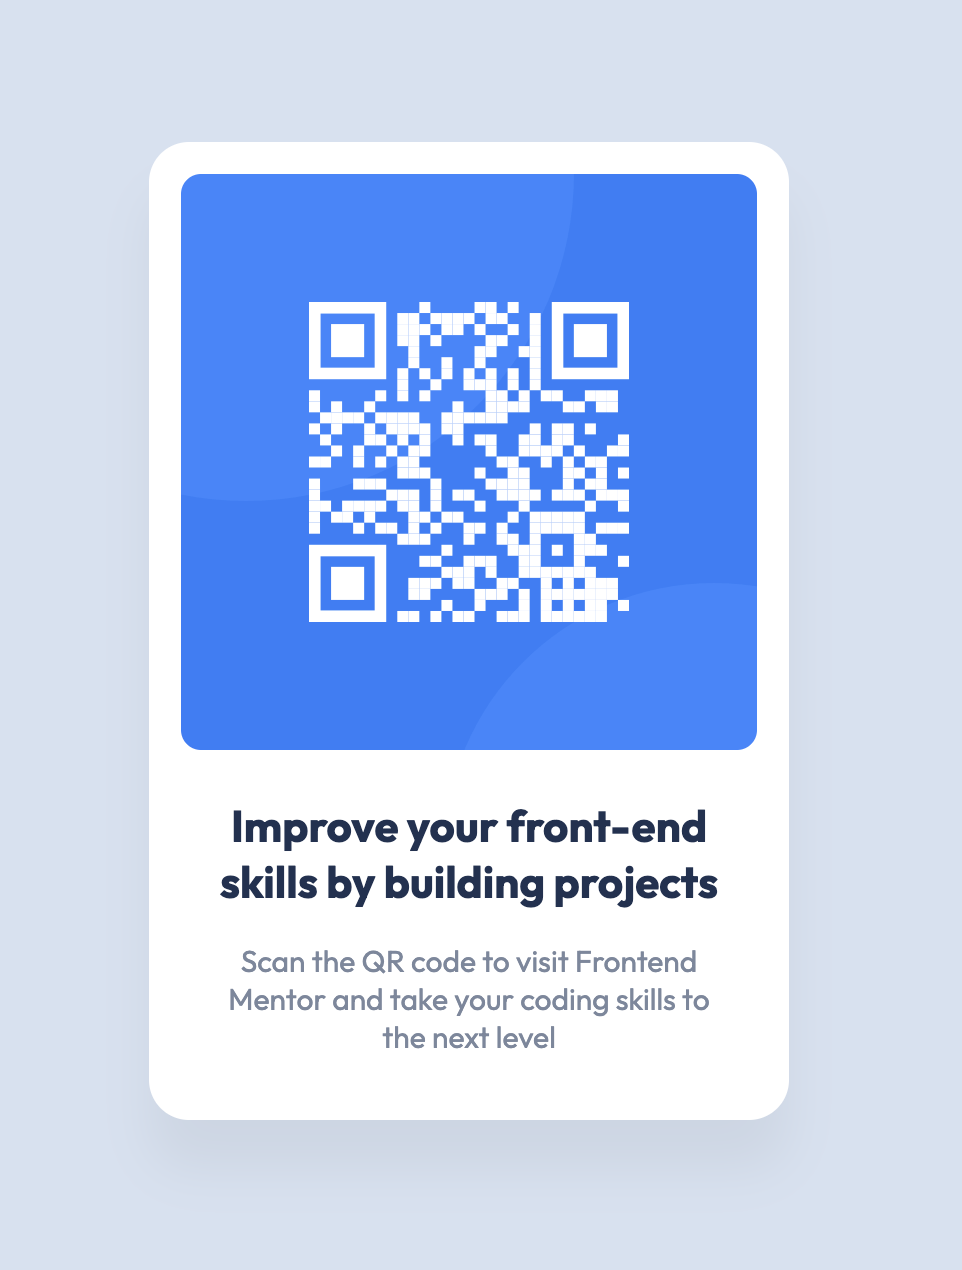 Improve your front-end
skills by building projects
Scan the QR code to visit Frontend
Mentor and take your coding skills to
the next level